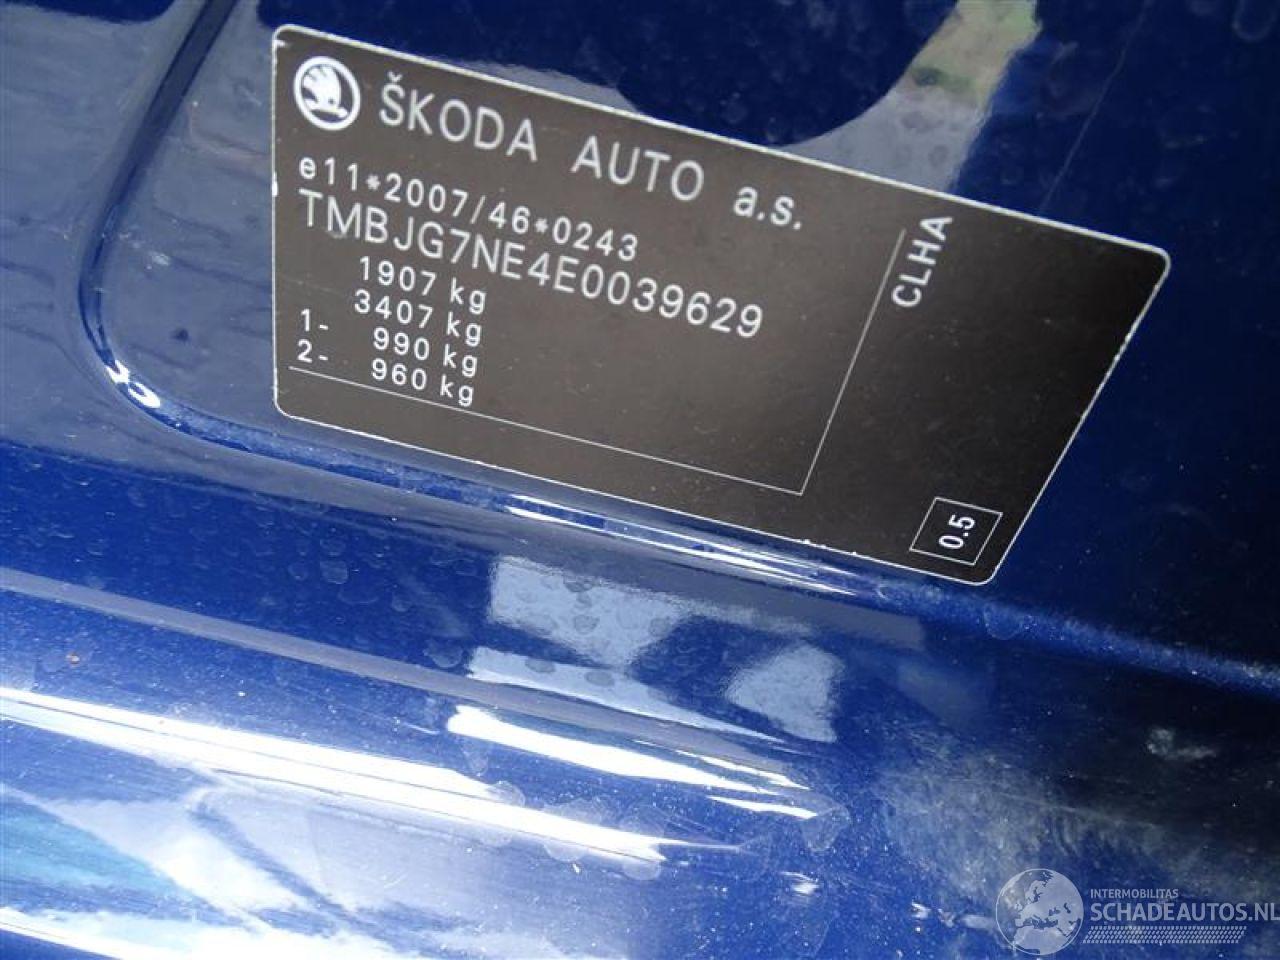 ŠKODA AUTO a.s.
e11*2007/46*0243
TMBJG7NE4E0039629
1907 kg
3407 kg
1- 990 kg
2- 960 kg
CLHA
0.5
INTERMOBILITAS
SCHADEAUTOS.NL